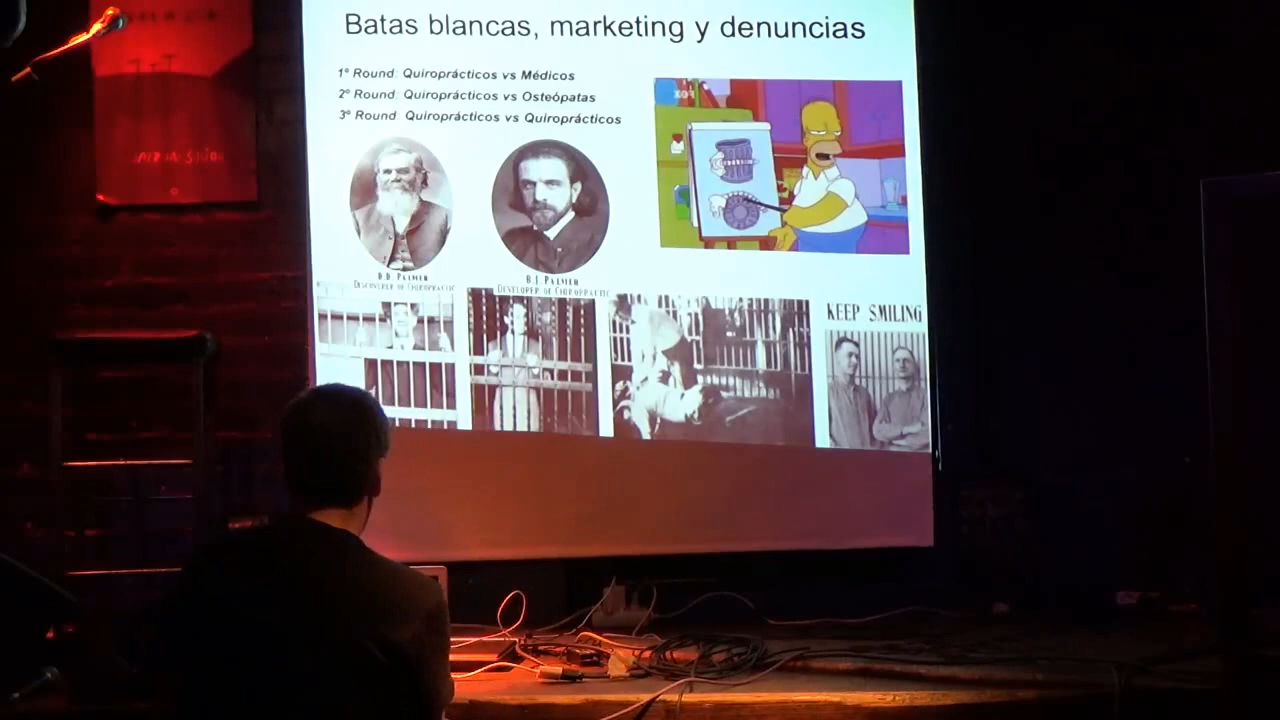 Batas blancas, marketing y denuncias
1º Round: Quiroprácticos vs Médicos
2º Round: Quiroprácticos vs Osteópatas
3º Round: Quiroprácticos vs Quiroprácticos
D.D. PALMER
DISCOVERER OF CHIROPRACTIC
B.J. PALMER
DEVELOPER OF CHIROPRACTIC
KEEP SMILING